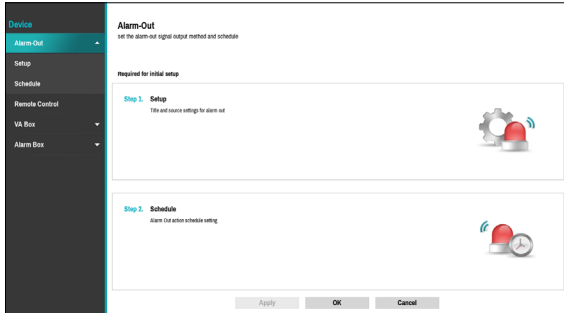 Device
Alarm-Out
Setup
Schedule
Remote Control
VA Box
Alarm Box
Alarm-Out
set the alarm-out signal output method and schedule
Required for initial setup
Step 1. Setup
Title and source settings for alarm out
Step 2. Schedule
Alarm Out action schedule setting
Apply OK Cancel